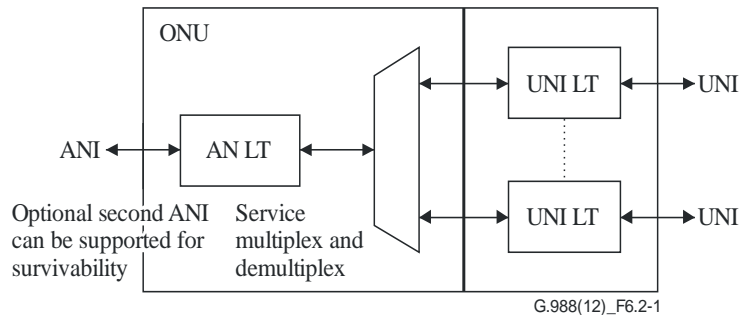 ONU
UNI LT
UNI
ANI
AN LT
Optional second ANI
can be supported for
survivability
Service
multiplex and
demultiplex
UNI LT
UNI
G.988(12)_F6.2-1